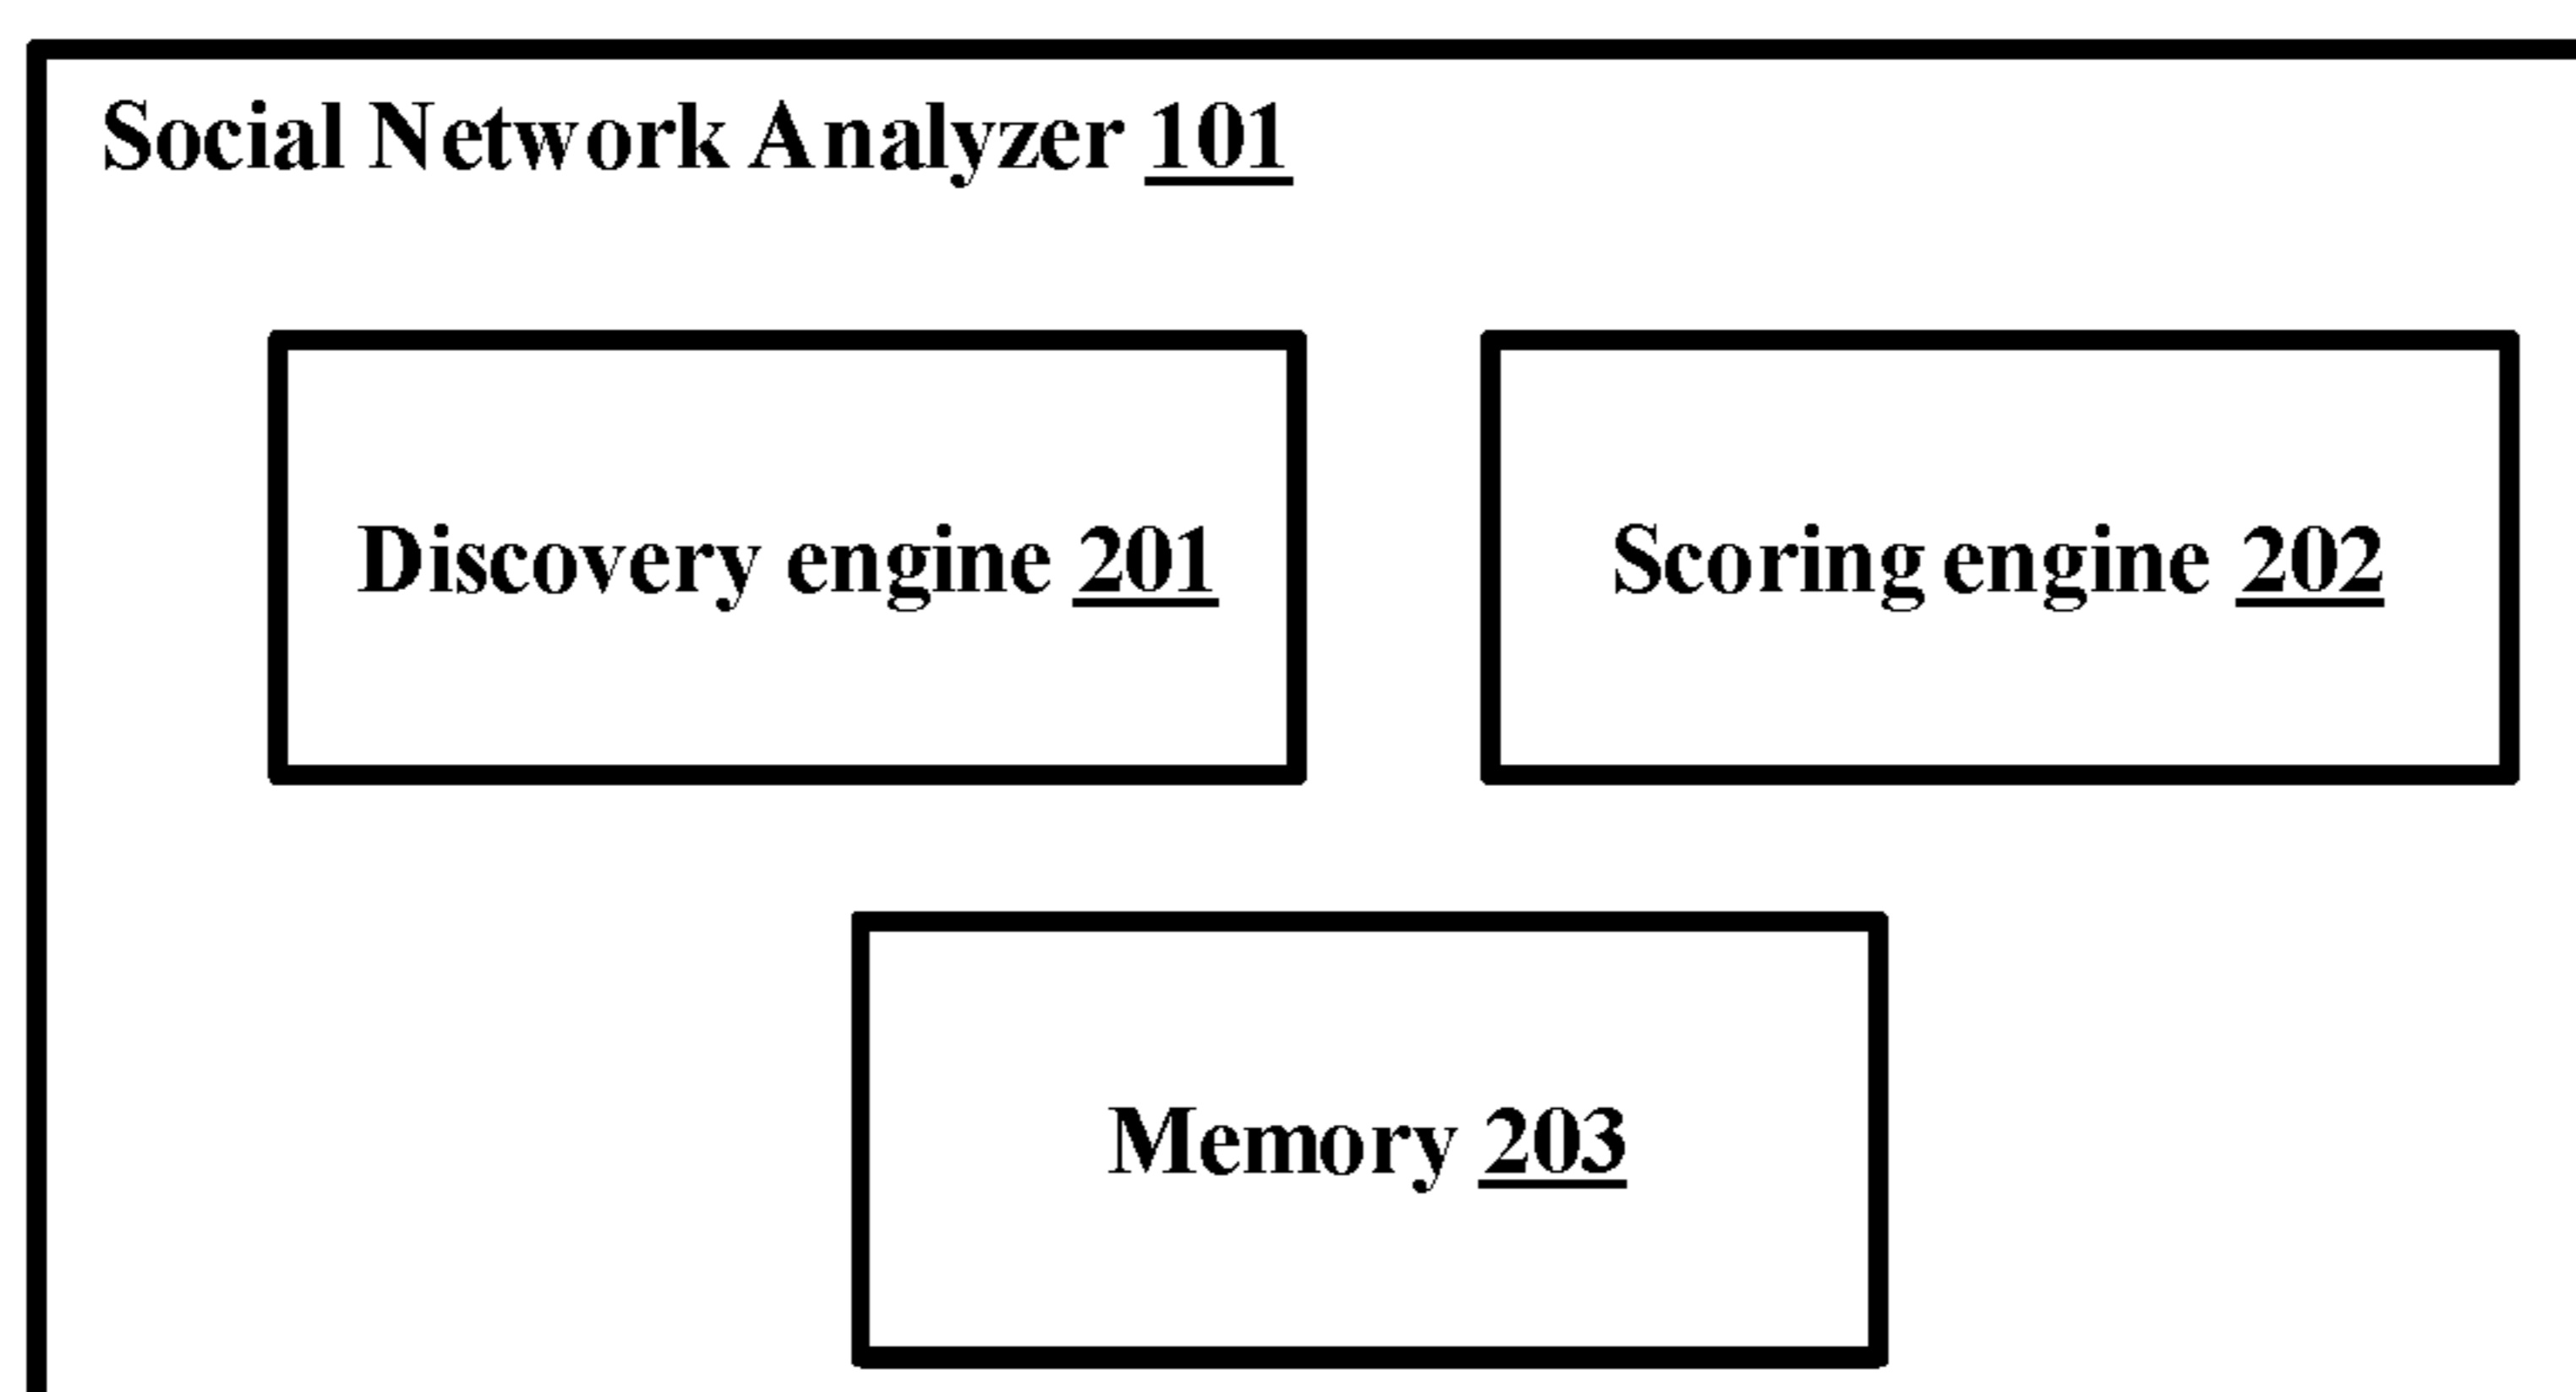 Social Network Analyzer 101
Discovery engine 201
Scoring engine 202
Memory 203